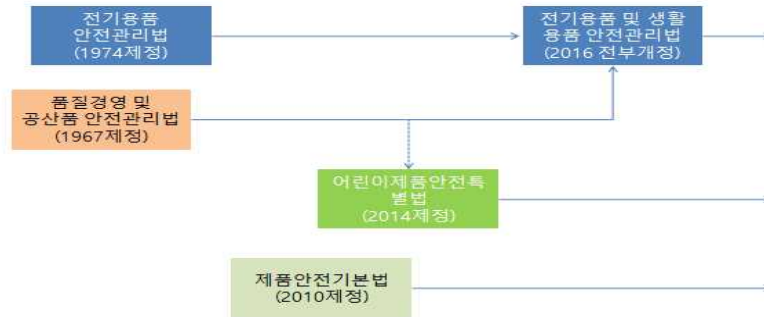 전기용품
안전관리법
(1974제정)
전기용품 및 생활
용품 안전관리법
(2016 전부개정)
품질경영 및
공산품 안전관리법
(1967제정)
어린이제품안전특
별법
(2014제정)
제품안전기본법
(2010제정)